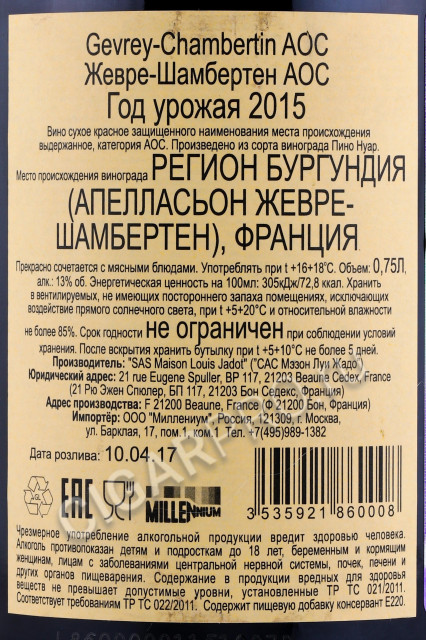 Gevrey-Chambertin AOC
Жевре-Шамбертен АОС
Год урожая 2015
Вино сухое красное защищенного наименования места происхождения
выдержанное, категория АОС. Произведено из сорта винограда Пино Нуар.
Место происхождения винограда РЕГИОН БУРГУНДИЯ
(АПЕЛЛАСЬОН ЖЕВРЕ-
ШАМБЕРТЕН), ФРАНЦИЯ
Прекрасно сочетается с мясными блюдами. Употреблять при t +16+18°C. Объем: 0,75Л,
алк.: 13% об. Энергетическая ценность на 100мл: 305кДж/72,8 ккал. Хранить
в вентилируемых, не имеющих постороннего запаха помещениях, исключающих
воздействие прямого солнечного света, при t +5+20°C и относительной влажности
не более 85%. Срок годности не ограничен при соблюдении условий
хранения. После вскрытия хранить бутылку при t +5+10°C не более 5 дней.
Производитель: "SAS Maison Louis Jadot" ("САС Мэзон Луи Жадо")
Юридический адрес: 21 rue Eugene Spuller, BP 117, 21203 Beaune Cedex, France
(21 Рю Эжен Спюлер, БП 117, 21203 Бон Седекс, Франция)
Адрес производства: F 21200 Beaune, France (Ф 21200 Бон, Франция)
Импортёр: ООО "Миллениум", Россия, 121309, г. Москва,
ул. Барклая, 17, пом.1, ком.1 Тел. +7(495)989-1382
Дата розлива: 10.04.17
EAC
MILLENNIUM
3 535921 860008
Чрезмерное употребление алкогольной продукции вредит здоровью человека.
Алкоголь противопоказан детям и подросткам до 18 лет, беременным и кормящим
женщинам, лицам с заболеваниями центральной нервной системы, почек, печени и
других органов пищеварения. Содержание в продукции вредных для здоровья
веществ не превышает допустимые уровни, установленные ТР ТС 021/2011.
Соответствует требованиям ТР ТС 022/2011. Содержит пищевую добавку консервант Е220.